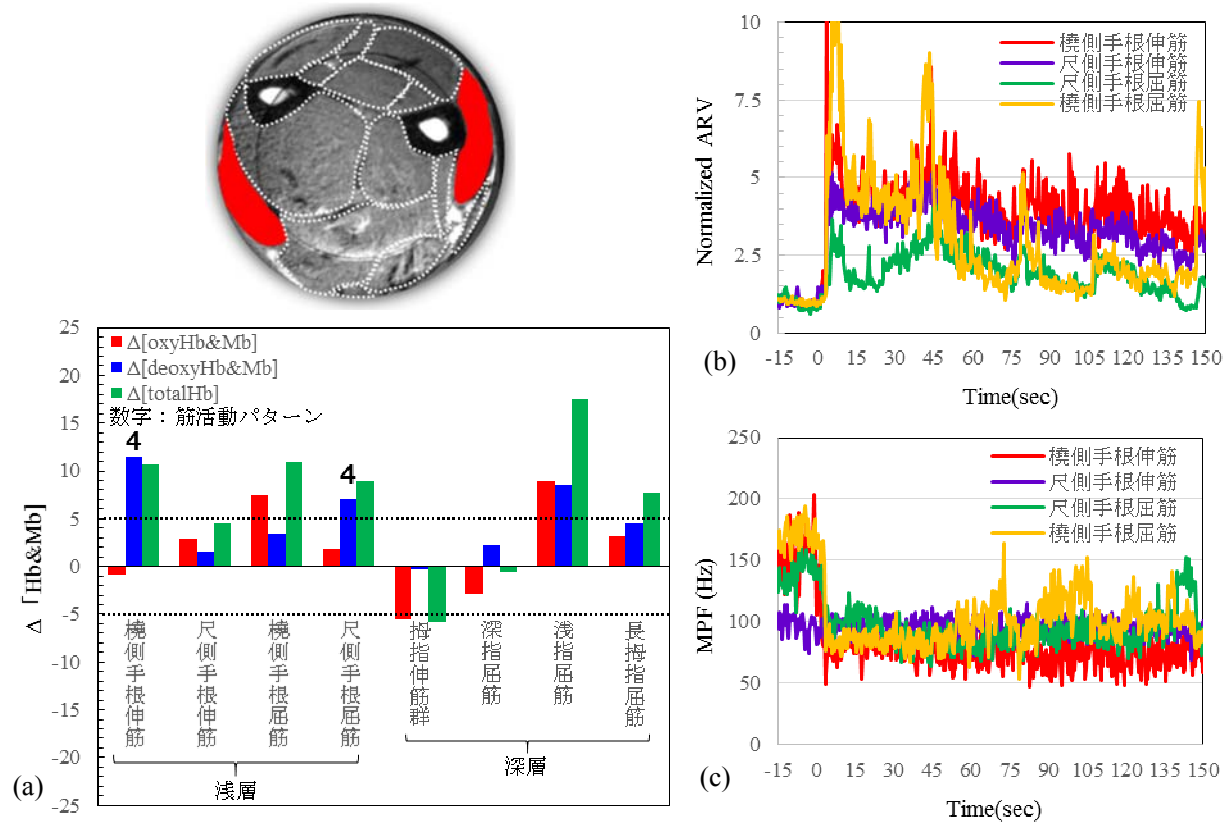 25
20
15
10
5
0
-5
-10
-15
-20
-25
Δ「Hb&Mb]
Δ[oxyHb&Mb]
Δ[deoxyHb&Mb]
Δ[totalHb]
数字：筋活動パターン
4
4
橈側手根伸筋
尺側手根伸筋
橈側手根屈筋
尺側手根屈筋
拇指伸筋群
深指屈筋
浅指屈筋
長拇指屈筋
浅層
深層
(a)
10
7.5
5
2.5
0
Normalized ARV
橈側手根伸筋
尺側手根伸筋
尺側手根屈筋
橈側手根屈筋
-15 0 15 30 45 60 75 90 105 120 135 150
Time(sec)
(b)
250
200
150
100
50
0
MPF (Hz)
橈側手根伸筋
尺側手根伸筋
尺側手根屈筋
橈側手根屈筋
-15 0 15 30 45 60 75 90 105 120 135 150
Time(sec)
(c)